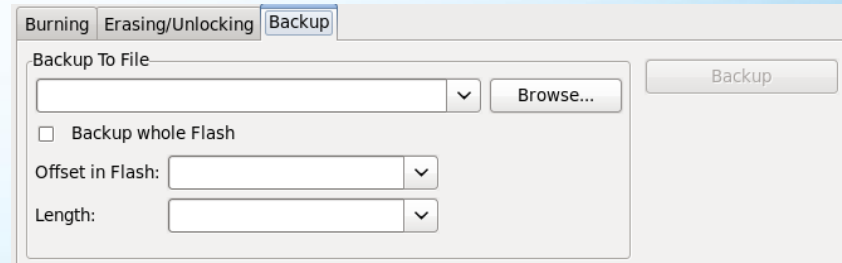 Burning Erasing/Unlocking Backup
Backup To File
Backup
Browse...
Backup whole Flash
Offset in Flash:
Length: